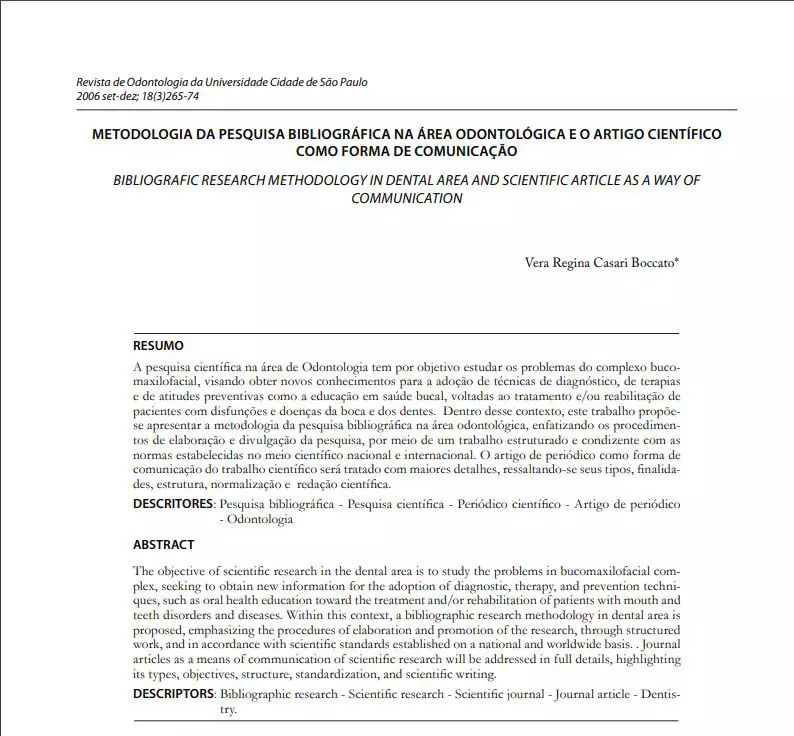 Revista de Odontologia da Universidade Cidade de São Paulo
2006 set-dez; 18(3)265-74
METODOLOGIA DA PESQUISA BIBLIOGRÁFICA NA ÁREA ODONTOLÓGICA E O ARTIGO CIENTÍFICO
COMO FORMA DE COMUNICAÇÃO
BIBLIOGRAFIC RESEARCH METHODOLOGY IN DENTAL AREA AND SCIENTIFIC ARTICLE AS A WAY OF
COMMUNICATION
Vera Regina Casari Boccato*
RESUMO
A pesquisa científica na área de Odontologia tem por objetivo estudar os problemas do complexo buco-
maxilofacial, visando obter novos conhecimentos para a adoção de técnicas de diagnóstico, de terapias
e de atitudes preventivas como a educação em saúde bucal, voltadas ao tratamento e/ou reabilitação de
pacientes com disfunções e doenças da boca e dos dentes. Dentro desse contexto, este trabalho propõe-
se apresentar a metodologia da pesquisa bibliográfica na área odontológica, enfatizando os procedimen-
tos de elaboração e divulgação da pesquisa, por meio de um trabalho estruturado e condizente com as
normas estabelecidas no meio científico nacional e internacional. O artigo de periódico como forma de
comunicação do trabalho científico será tratado com maiores detalhes, ressaltando-se seus tipos, finalida-
des, estrutura, normalização e redação científica.
DESCRITORES: Pesquisa bibliográfica - Pesquisa científica - Periódico científico - Artigo de periódico
- Odontologia
ABSTRACT
The objective of scientific research in the dental area is to study the problems in bucomaxilofacial com-
plex, seeking to obtain new information for the adoption of diagnostic, therapy, and prevention techni-
ques, such as oral health education toward the treatment and/or rehabilitation of patients with mouth and
teeth disorders and diseases. Within this context, a bibliographic research methodology in dental area is
proposed, emphasizing the procedures of elaboration and promotion of the research, through structured
work, and in accordance with scientific standards established on a national and worldwide basis. . Journal
articles as a means of communication of scientific research will be addressed in full details, highlighting
its types, objectives, structure, standardization, and scientific writing.
DESCRIPTORS: Bibliographic research - Scientific research - Scientific journal - Journal article - Dentis-
try.